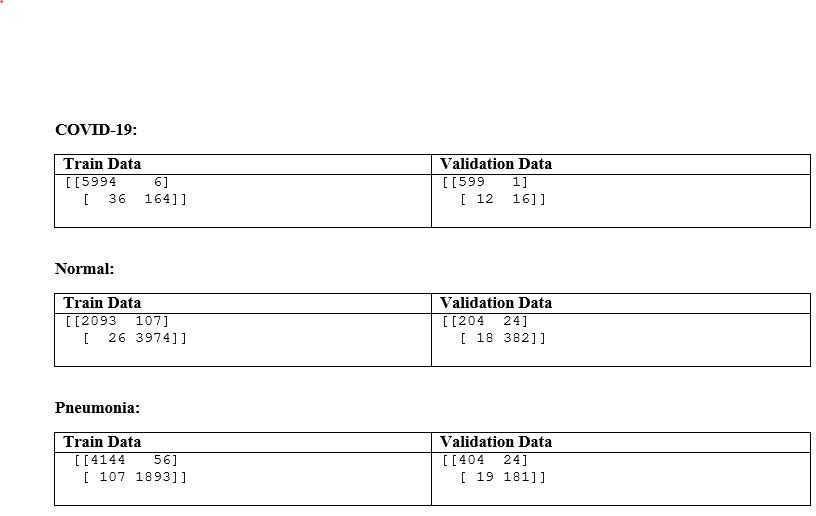 COVID-19:
Train Data Validation Data
[[5994 6] [[599 1]
[ 36 164]] [ 12 16]]
Normal:
Train Data Validation Data
[[2093 107] [[204 24]
[ 26 3974]] [ 18 382]]
Pneumonia:
Train Data Validation Data
[[4144 56] [[404 24]
[ 107 1893]] [ 19 181]]